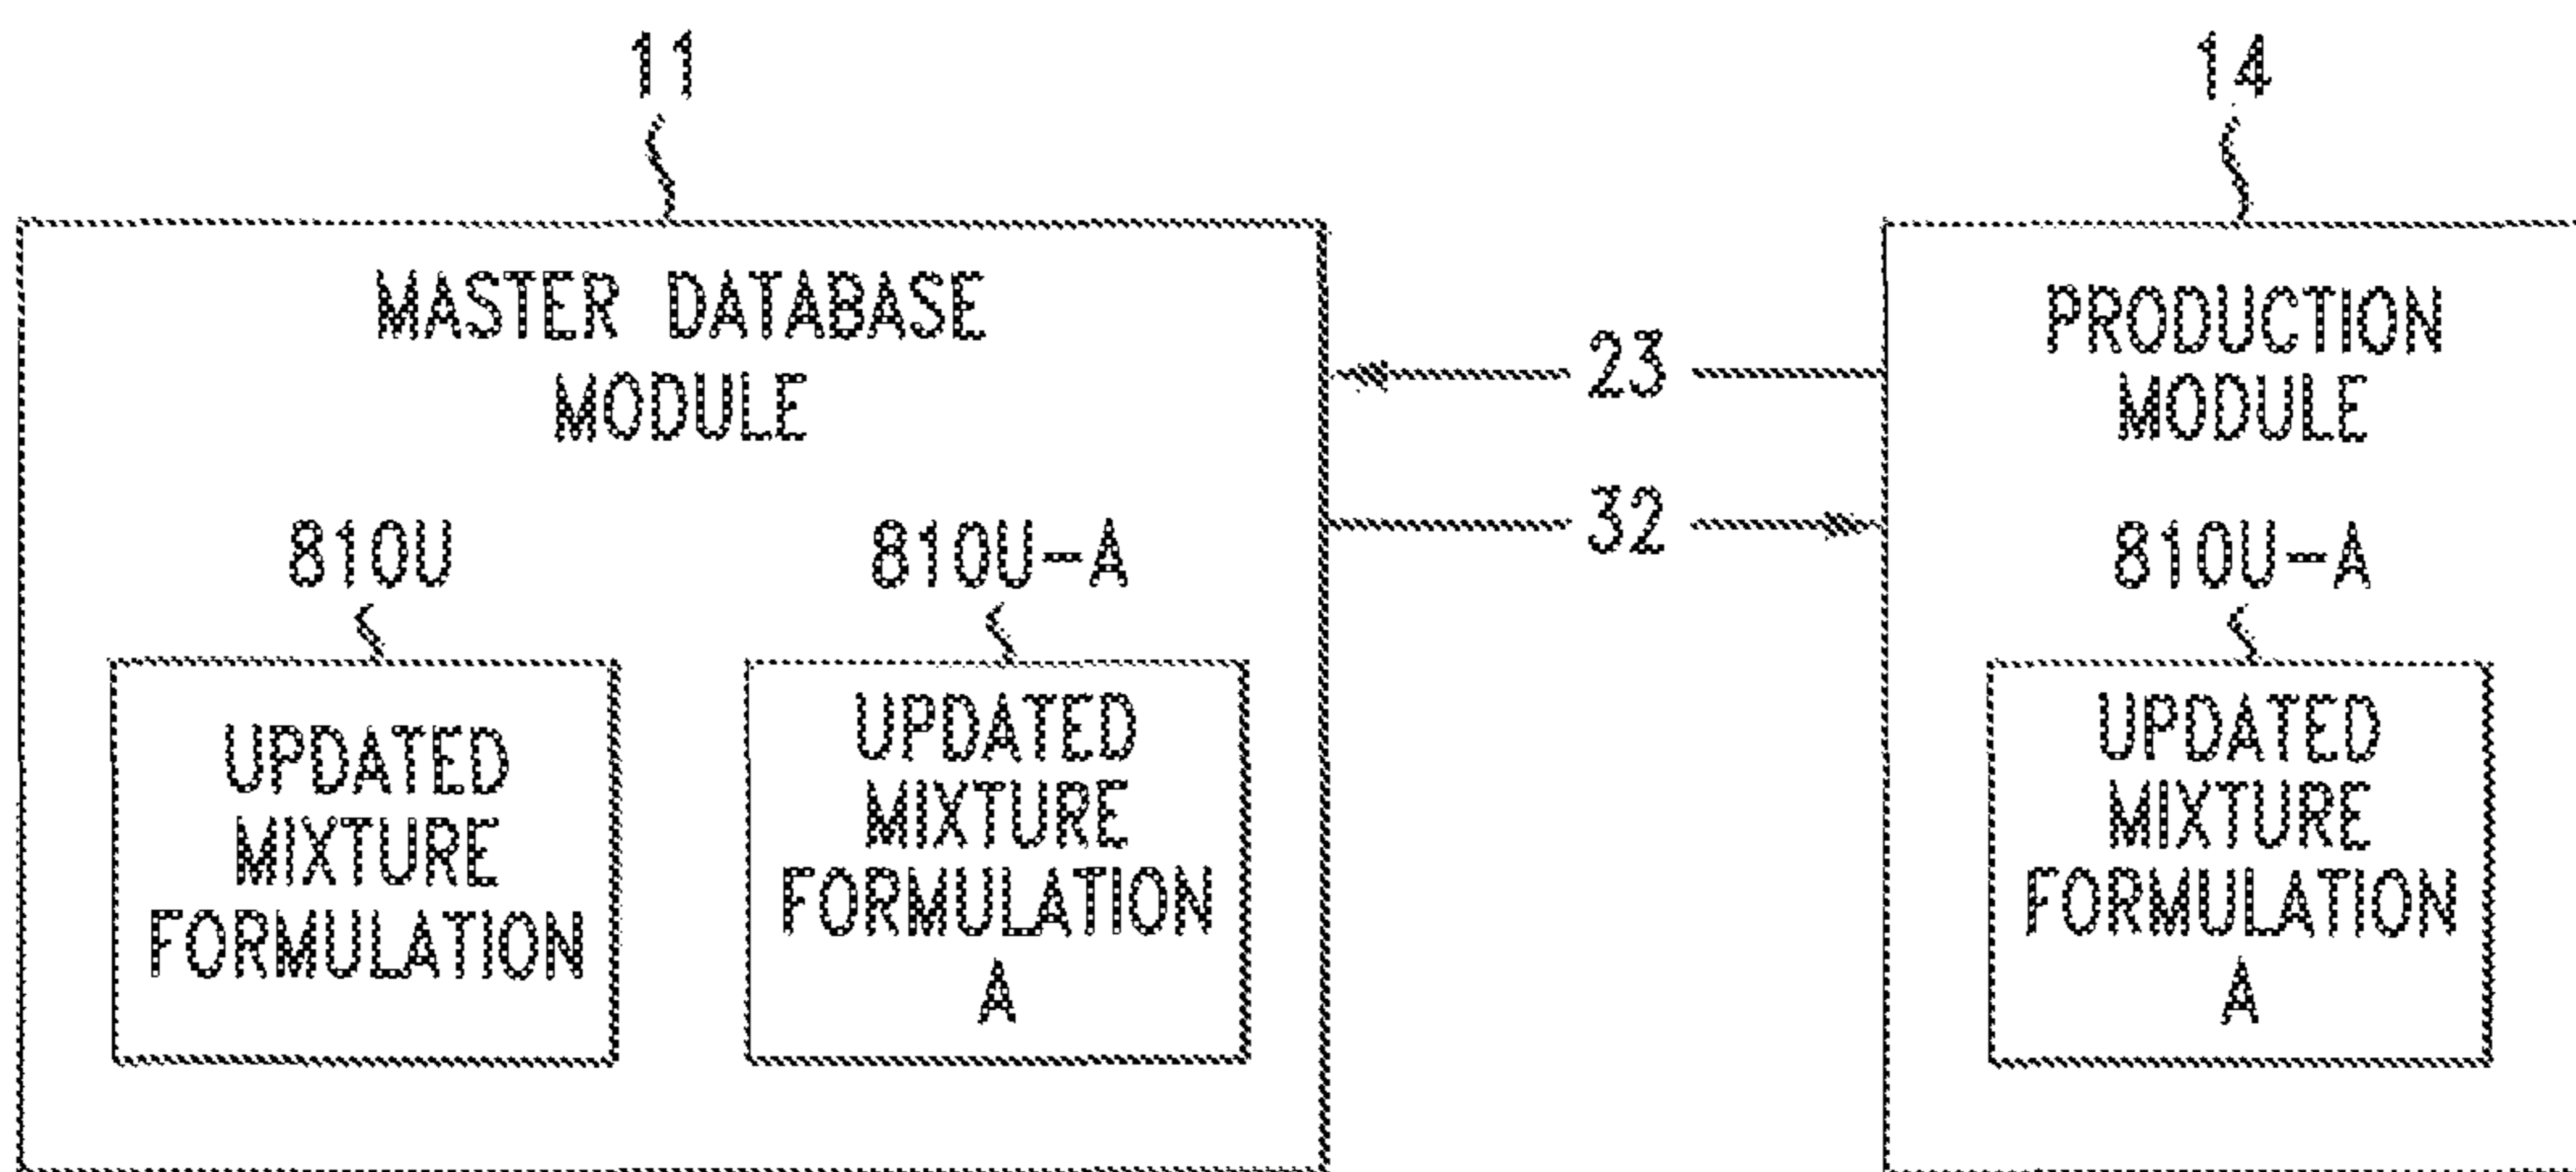 11
14
MASTER DATABASE
MODULE
PRODUCTION
MODULE
23
32
810U
810U-A
810U-A
UPDATED
MIXTURE
FORMULATION
UPDATED
MIXTURE
FORMULATION
A
UPDATED
MIXTURE
FORMULATION
A